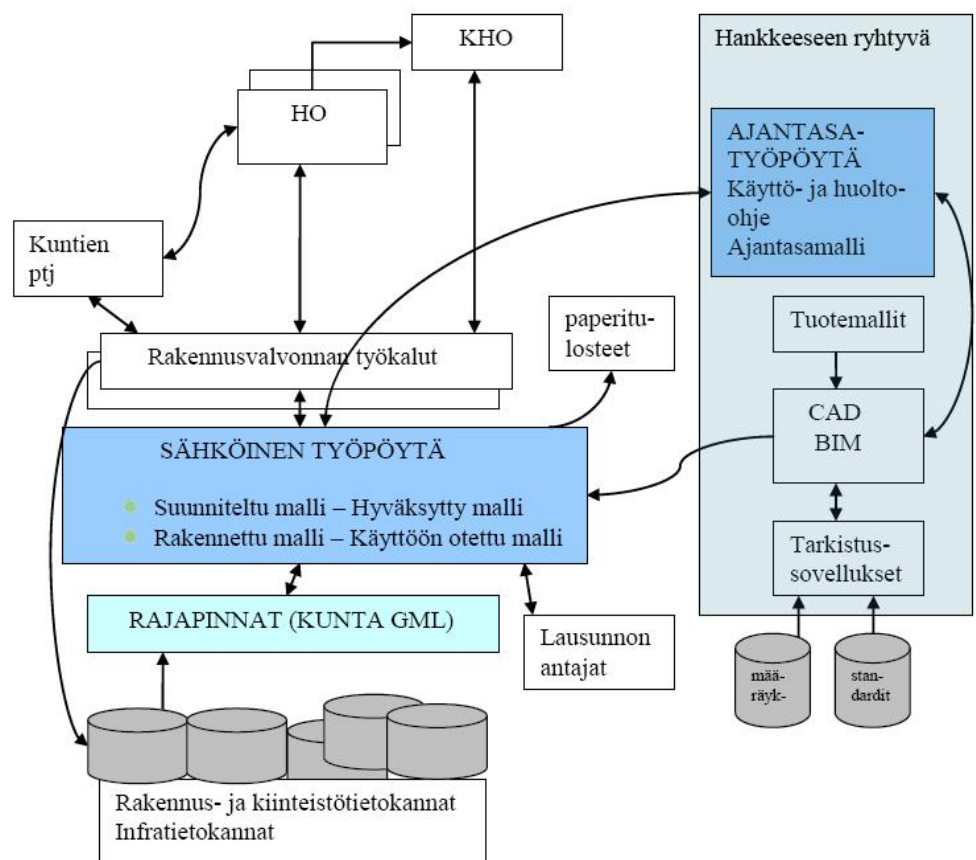 KHO
Hankkeeseen ryhtyvä
HO
AJANTASA-
TYÖPÖYTÄ
Käyttö- ja huolto-
ohje
Ajantasamalli
Kuntien
ptj
paperitu-
losteet
Tuotemallit
Rakennusvalvonnan työkalut
CAD
BIM
SÄHKÖINEN TYÖPÖYTÄ
Suunniteltu malli – Hyväksytty malli
Rakennettu malli – Käyttöön otettu malli
Tarkistus-
sovellukset
RAJAPINNAT (KUNTA GML)
Lausunnon
antajat
mää-
räyk-
stan-
dardit
Rakennus- ja kiinteistötietokannat
Infratietokannat